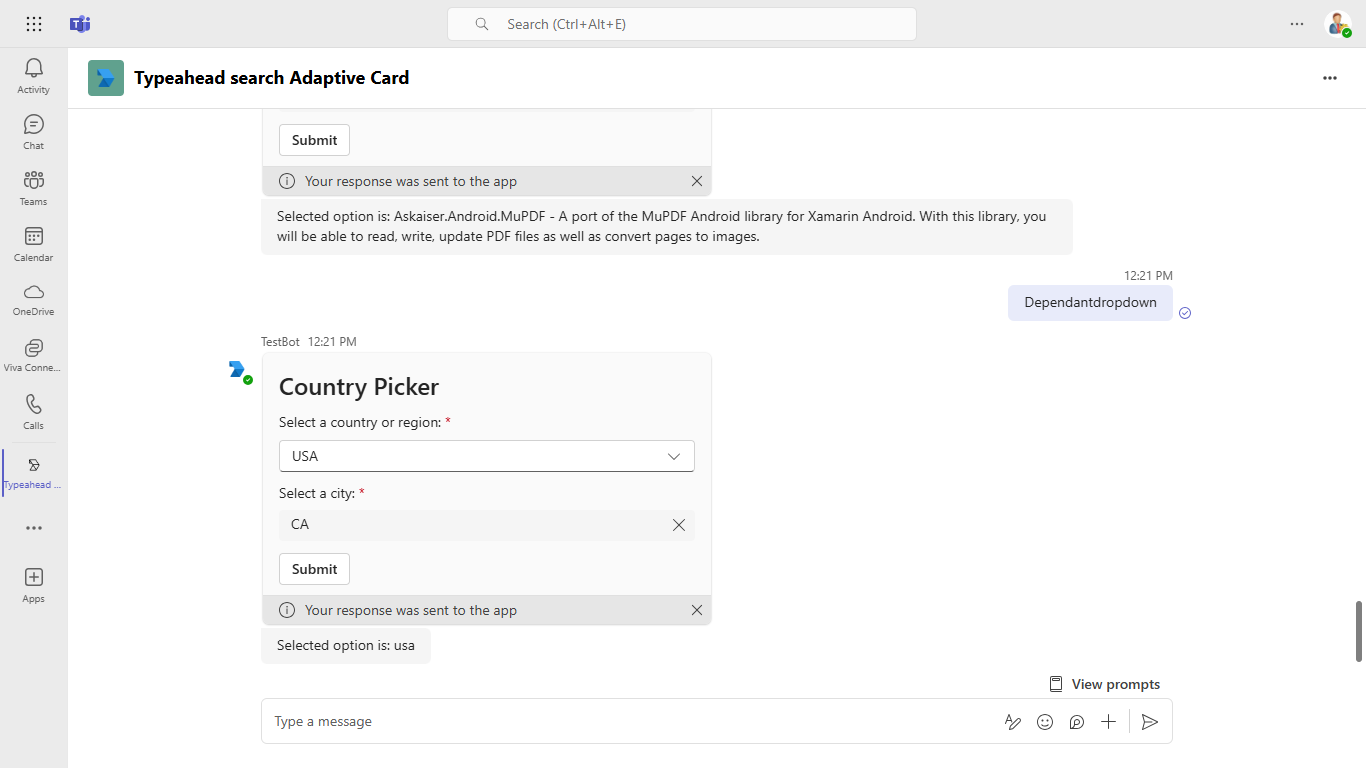 Search (Ctrl+Alt+E)
Activity
Chat
Teams
Calendar
OneDrive
Viva Conne...
Calls
Typeahead ...
Apps
Typeahead search Adaptive Card
Submit
Your response was sent to the app
Selected option is: Askaiser.Android.MuPDF - A port of the MuPDF Android library for Xamarin Android. With this library, you
will be able to read, write, update PDF files as well as convert pages to images.
12:21 PM
Dependantdropdown
TestBot 12:21 PM
Country Picker
Select a country or region: *
USA
Select a city: *
CA
Submit
Your response was sent to the app
Selected option is: usa
View prompts
Type a message